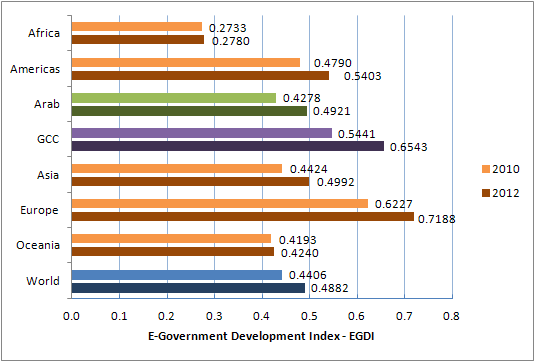 Africa
0.2733
0.2780
Americas
0.4790
0.5403
Arab
0.4278
0.4921
GCC
0.5441
0.6543
Asia
0.4424
0.4992
Europe
0.6227
0.7188
Oceania
0.4193
0.4240
World
0.4406
0.4882
2010
2012
0.0 0.1 0.2 0.3 0.4 0.5 0.6 0.7 0.8
E-Government Development Index - EGDI